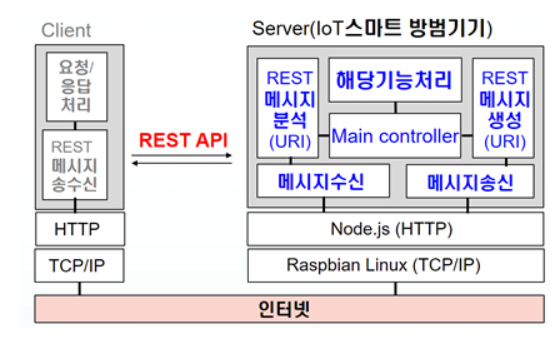 Client
요청/
응답
처리
REST
메시지
송수신
HTTP
TCP/IP
REST API
Server(IoT스마트 방범기기)
REST
메시지
분석
(URI)
해당기능처리
Main controller
REST
메시지
생성
(URI)
메시지수신
메시지송신
Node.js (HTTP)
Raspbian Linux (TCP/IP)
인터넷